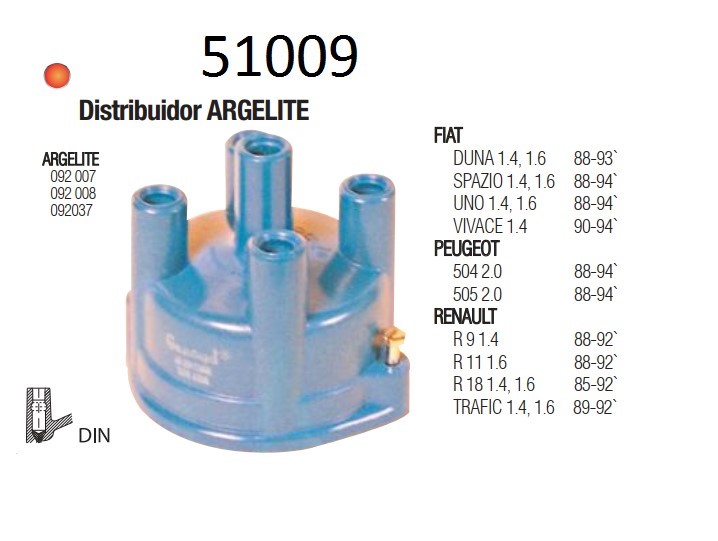 51009
Distribuidor ARGELITE
ARGELITE
092 007
092 008
092037
FIAT
DUNA 1.4, 1.6 88-93`
SPAZIO 1.4, 1.6 88-94`
UNO 1.4, 1.6 88-94`
VIVACE 1.4 90-94`
PEUGEOT
504 2.0 88-94`
505 2.0 88-94`
RENAULT
R 9 1.4 88-92`
R 11 1.6 88-92`
R 18 1.4, 1.6 85-92`
TRAFIC 1.4, 1.6 89-92`
DIN